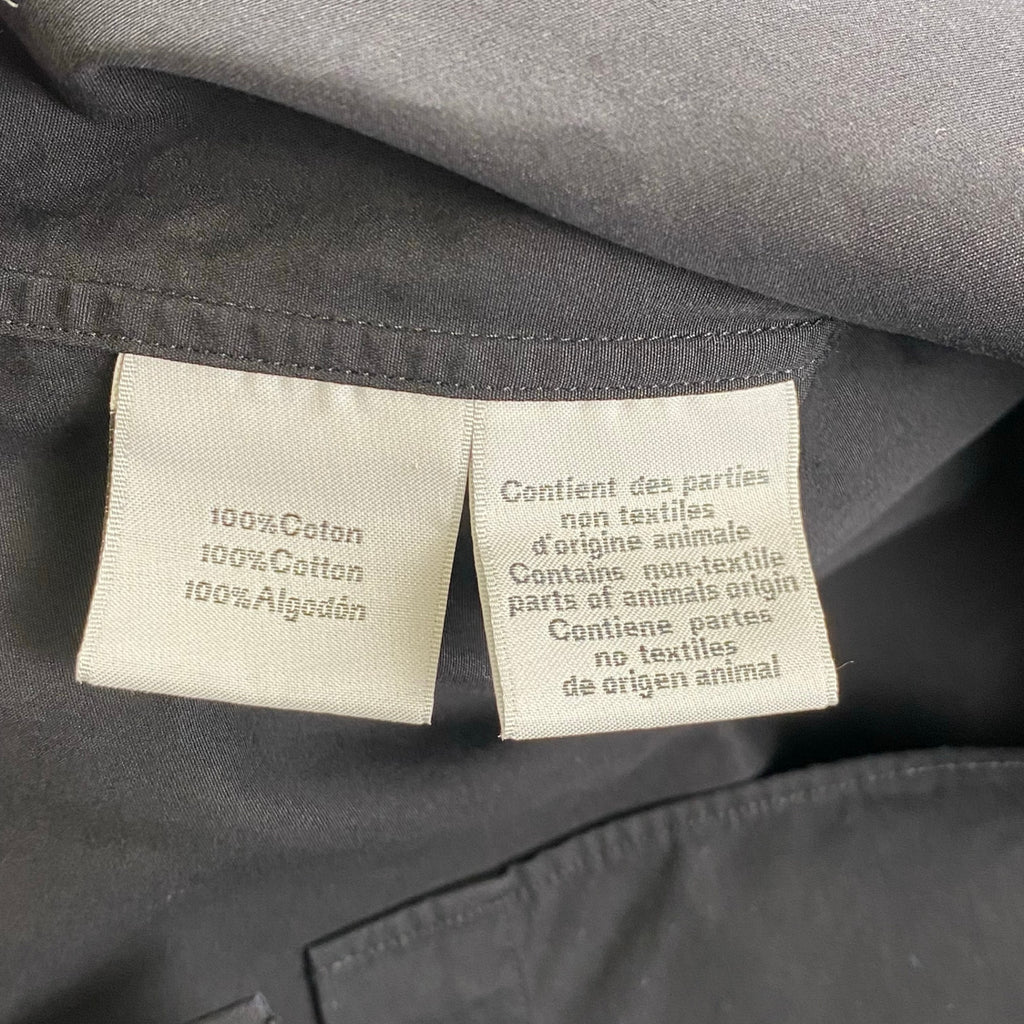 100%Coton
100%Cotton
100%Algodón
Contient des parties
non textiles
d'origine animale
Contains non-textile
parts of animals origin
Contiene partes
no textiles
de origen animal